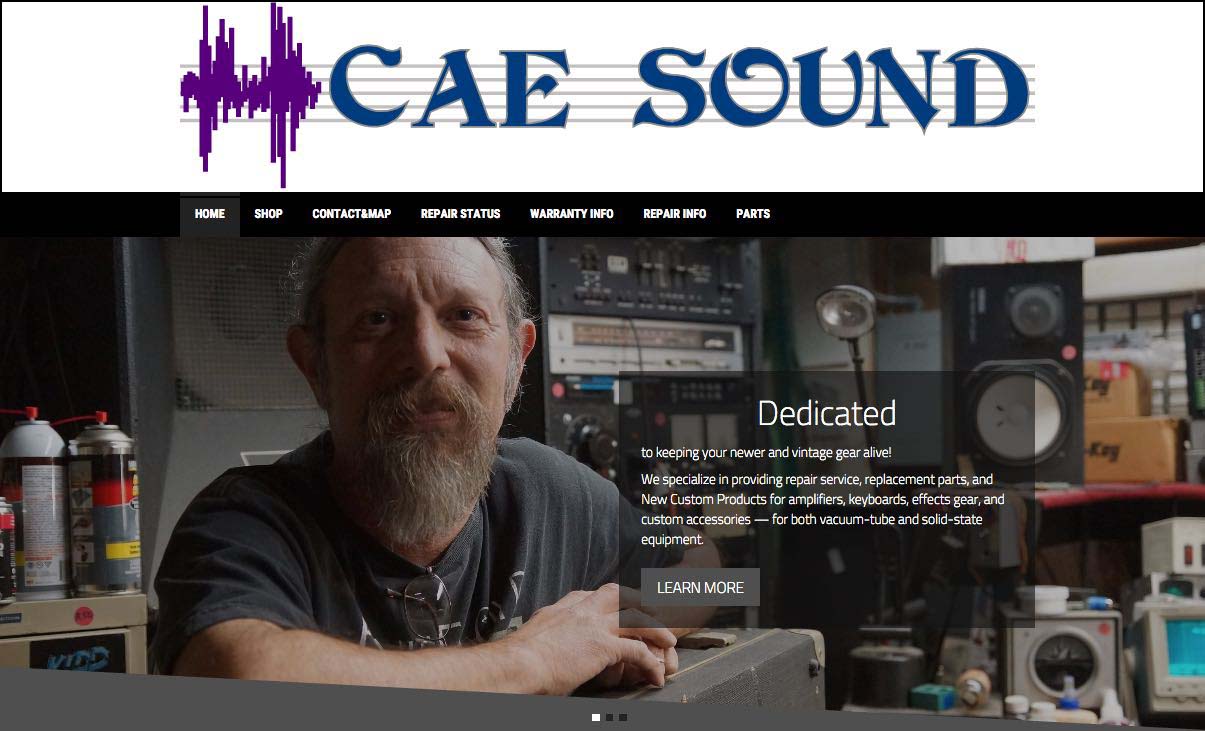 CAE SOUND
HOME SHOP CONTACT&MAP REPAIR STATUS WARRANTY INFO REPAIR INFO PARTS
Dedicated
to keeping your newer and vintage gear alive!
We specialize in providing repair service, replacement parts, and
New Custom Products for amplifiers, keyboards, effects gear, and
custom accessories — for both vacuum-tube and solid-state
equipment.
LEARN MORE